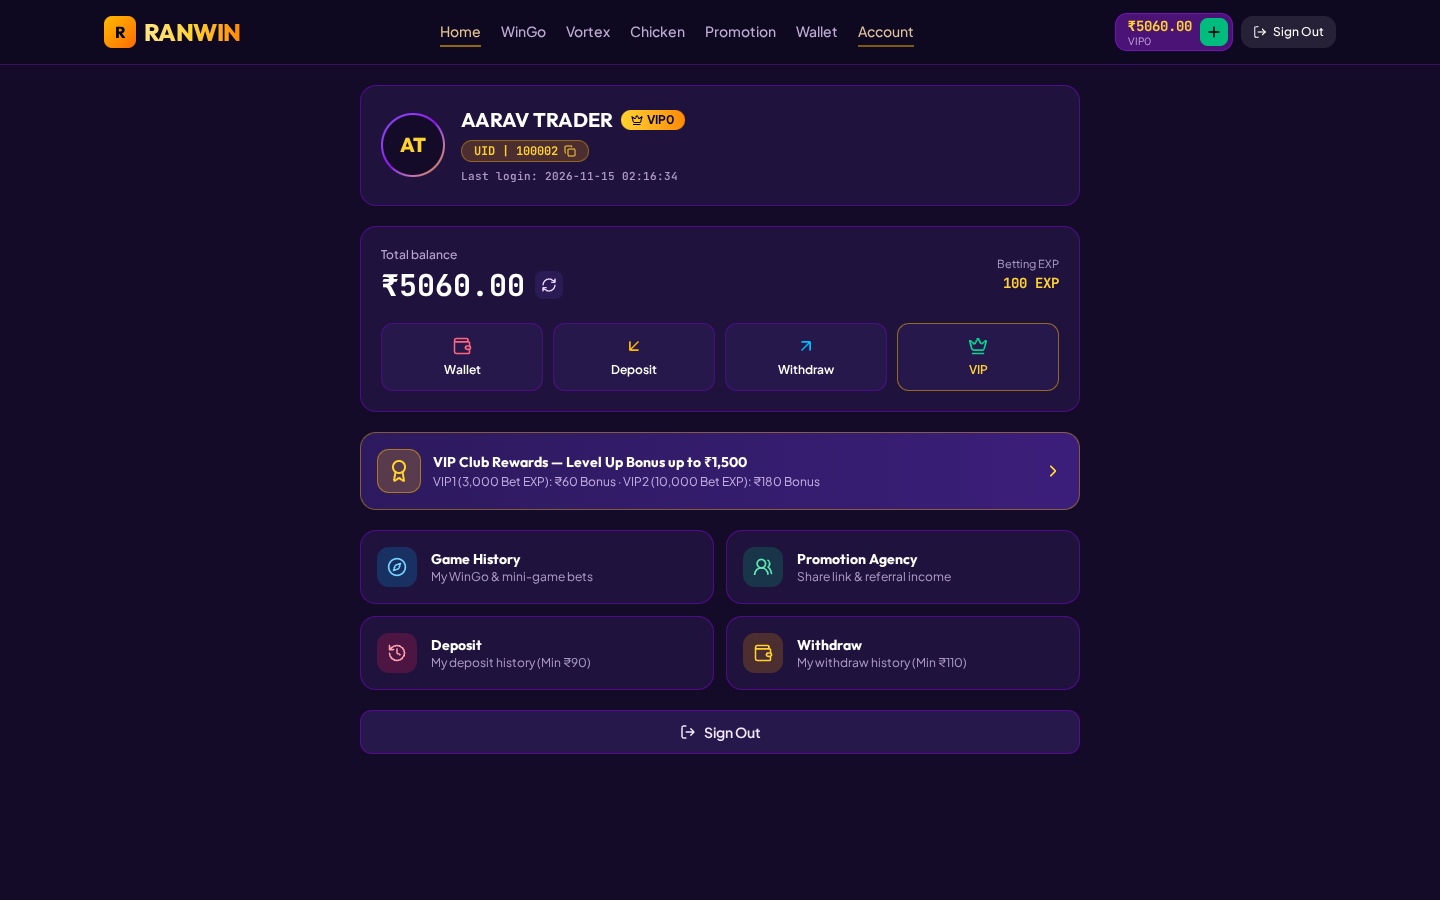 R RANWIN
Home WinGo Vortex Chicken Promotion Wallet Account
₹5060.00
VIP0
Sign Out
AT
AARAV TRADER
VIP0
UID | 100002
Last login: 2026-11-15 02:16:34
Total balance
₹5060.00
Betting EXP
100 EXP
Wallet
Deposit
Withdraw
VIP
VIP Club Rewards — Level Up Bonus up to ₹1,500
VIP1 (3,000 Bet EXP): ₹60 Bonus · VIP2 (10,000 Bet EXP): ₹180 Bonus
Game History
My WinGo & mini-game bets
Promotion Agency
Share link & referral income
Deposit
My deposit history (Min ₹90)
Withdraw
My withdraw history (Min ₹110)
Sign Out